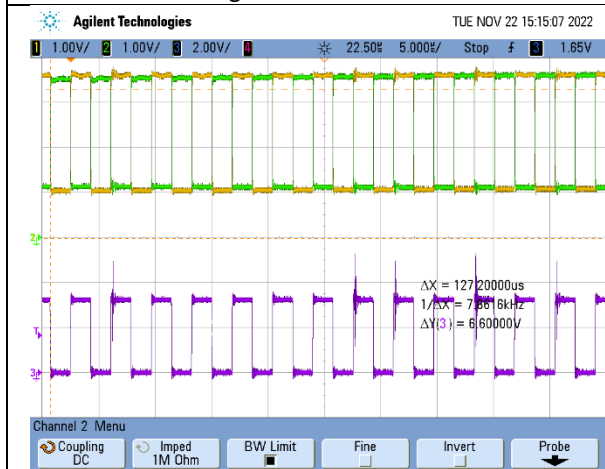 Agilent Technologies TUE NOV 22 15:15:07 2022
1 1.00V/ 2 1.00V/ 3 2.00V/ 4 22.50% 5.000%/ Stop 3 1.65V
2
ΔX = 127.20000us
1/ΔX = 7.8616kHz
ΔY(3) = 6.60000V
T
3
Channel 2 Menu
Coupling Imped BW Limit Fine Invert Probe
DC 1M Ohm